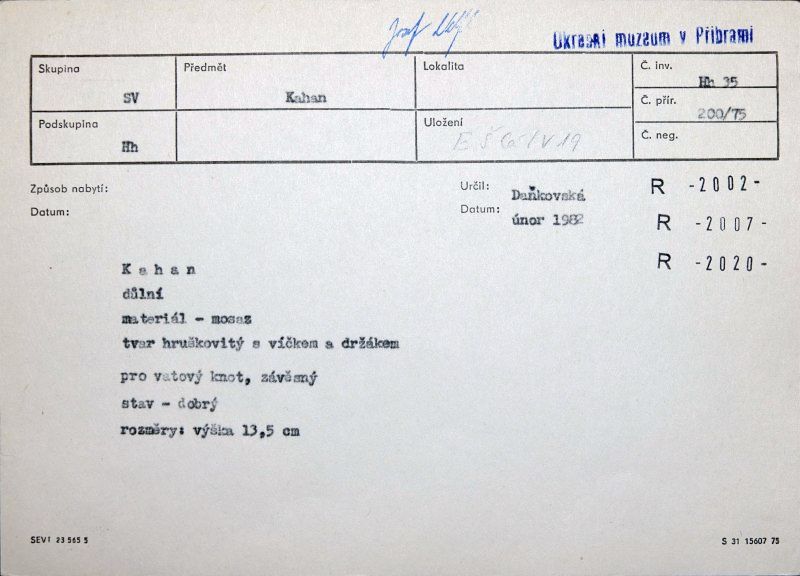 Josef
Okresní muzeum v Příbrami
Skupina
SV
Předmět
Kahan
Lokalita
Č. inv.
Hh 35
Č. přír.
200/75
Podskupina
Hh
Uložení
Č. neg.
Způsob nabytí:
Datum:
Určil:
Daňkovská
Datum:
únor 1982
R -2002-
R -2007-
R -2020-
K a h a n
důlní
materiál - mosaz
tvar hruškovitý s víčkem a držákem
pro vatový knot, závěsný
stav - dobrý
rozměry: výška 13,5 cm
SEVT 23 565 5
S 31 15607 75